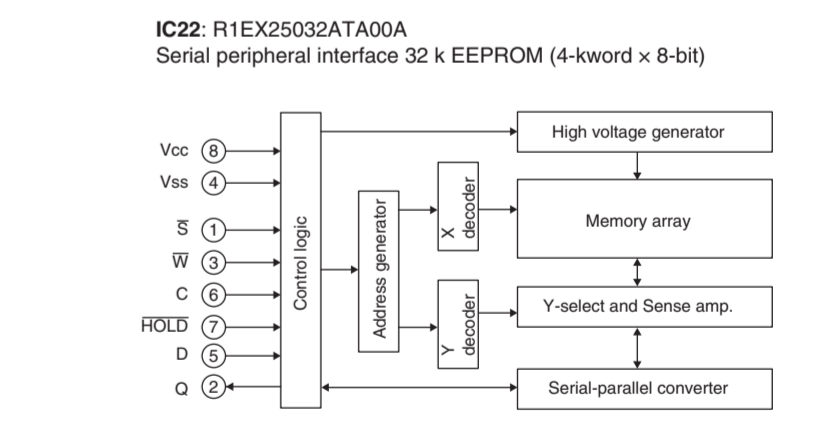 IC22: R1EX25032ATA00A
Serial peripheral interface 32 k EEPROM (4-kword × 8-bit)
High voltage generator
Vcc 8
Vss 4
S̅ 1
W̅ 3
C 6
H̅O̅L̅D̅ 7
D 5
Q 2
Control logic
Address generator
X
decoder
Y
decoder
Memory array
Y-select and Sense amp.
Serial-parallel converter